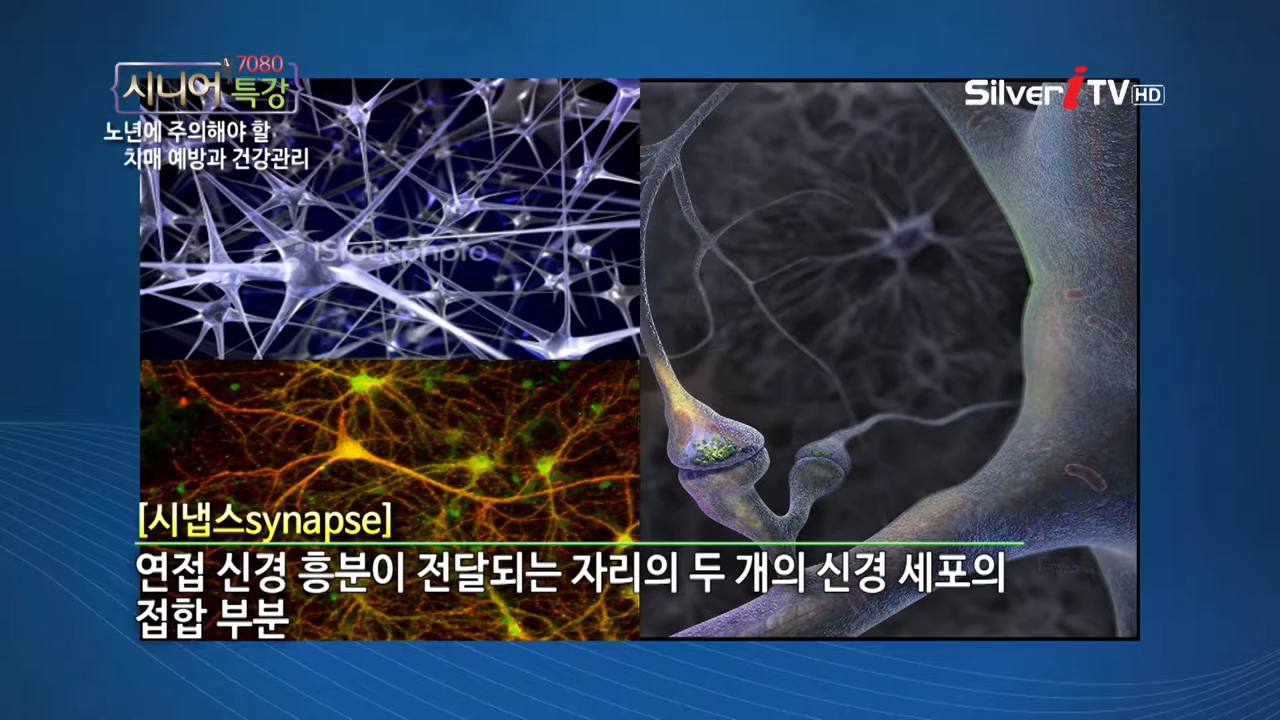 7080
시니어 특강
노년에 주의해야 할
치매 예방과 건강관리
Silver i TV HD
iStockphoto
[시냅스synapse]
연접 신경 흥분이 전달되는 자리의 두 개의 신경 세포의
접합 부분